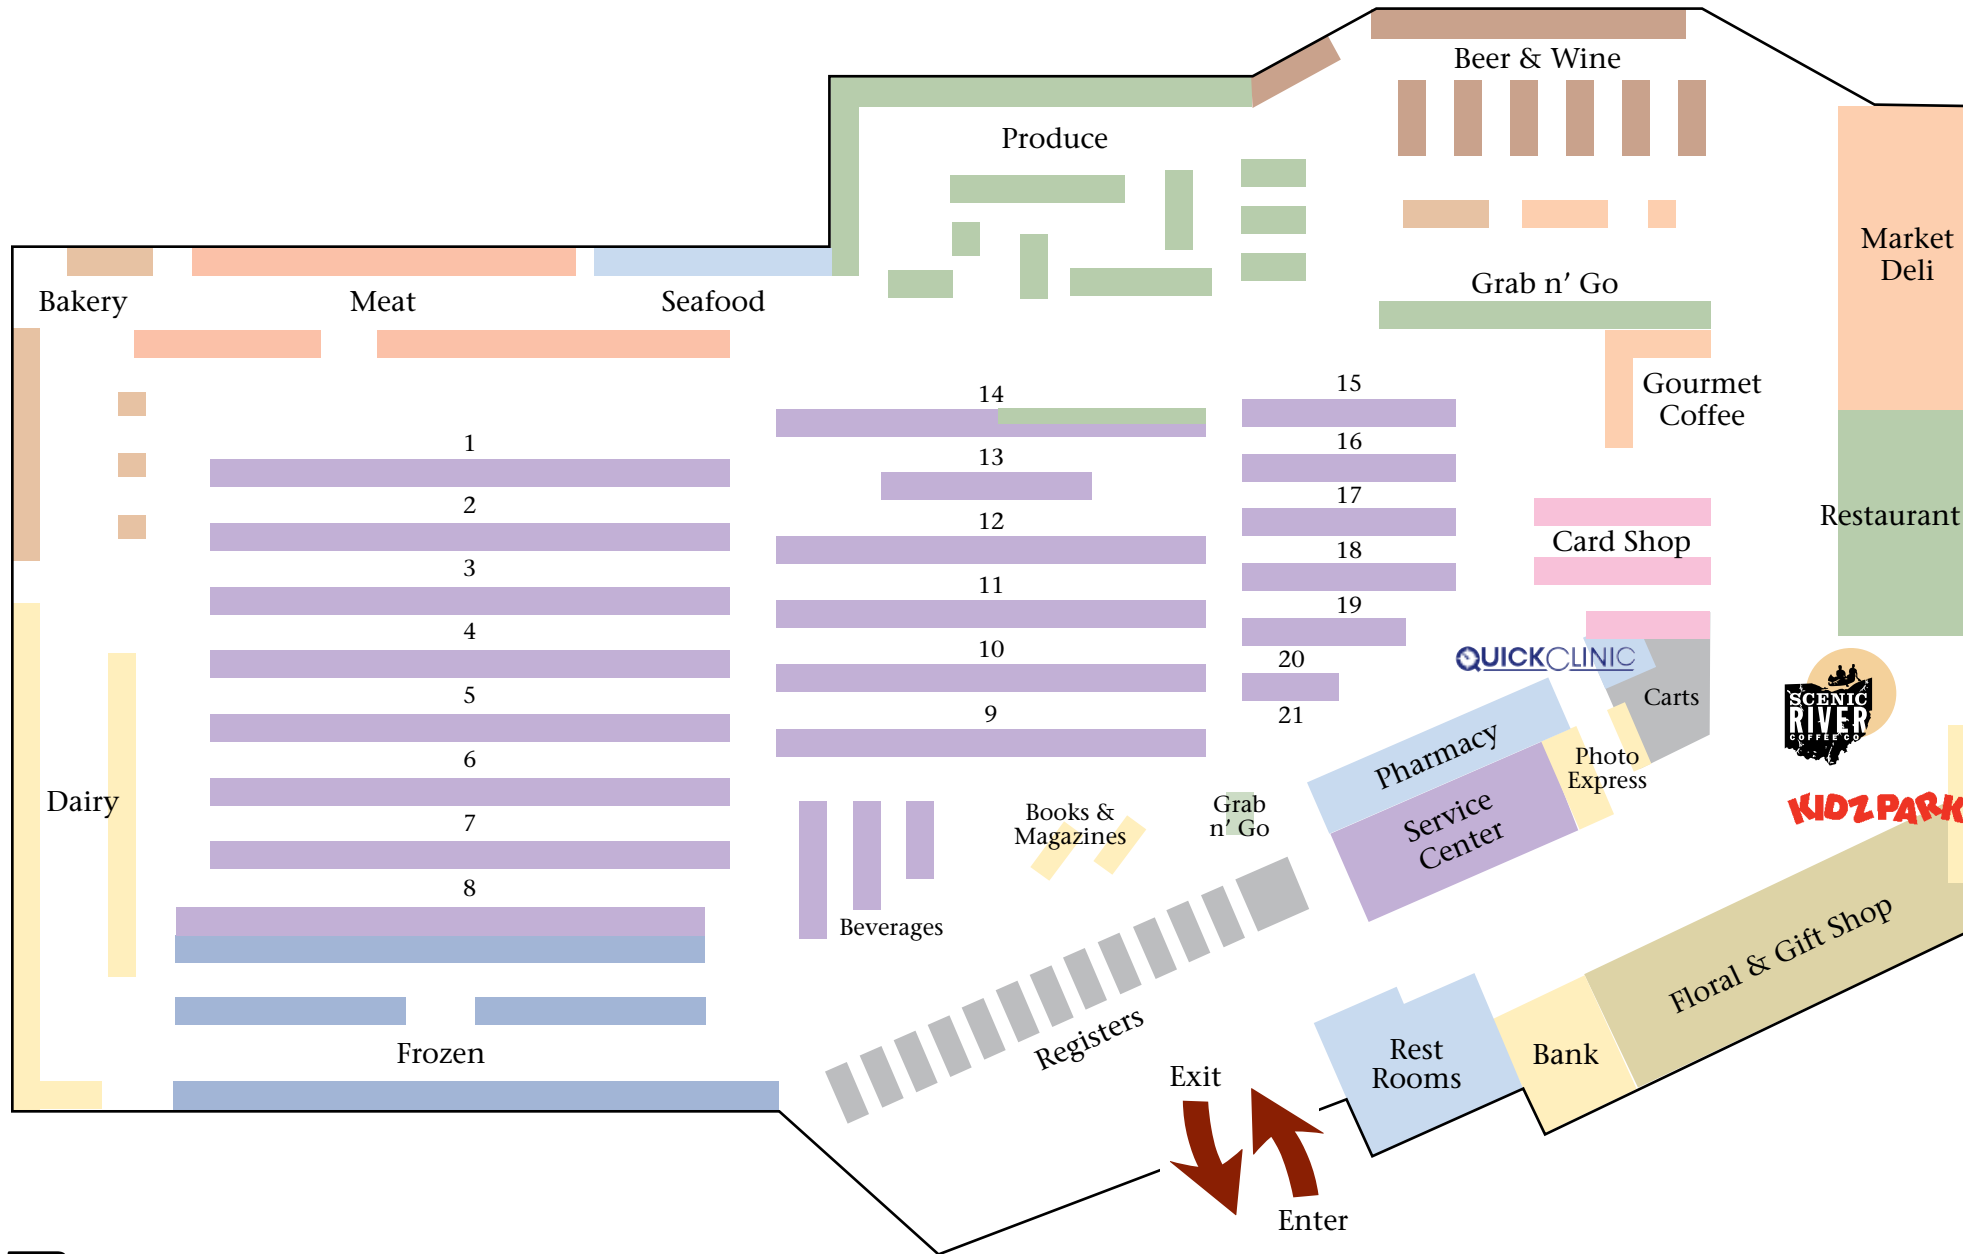 Beer & Wine
Produce
Market
Deli
Grab n' Go
Bakery
Meat
Seafood
14
15
Gourmet
Coffee
1
16
13
2
17
12
Restaurant
Card Shop
3
18
11
19
4
10
20
QUICKCLINIC
5
9
21
Carts
SCENIC
RIVER
COFFEE CO
6
Pharmacy
Photo
Express
Dairy
7
Books &
Magazines
Grab
n' Go
Service
Center
KIDZPARK
8
Beverages
Floral & Gift Shop
Registers
Frozen
Rest
Rooms
Bank
Exit
Enter